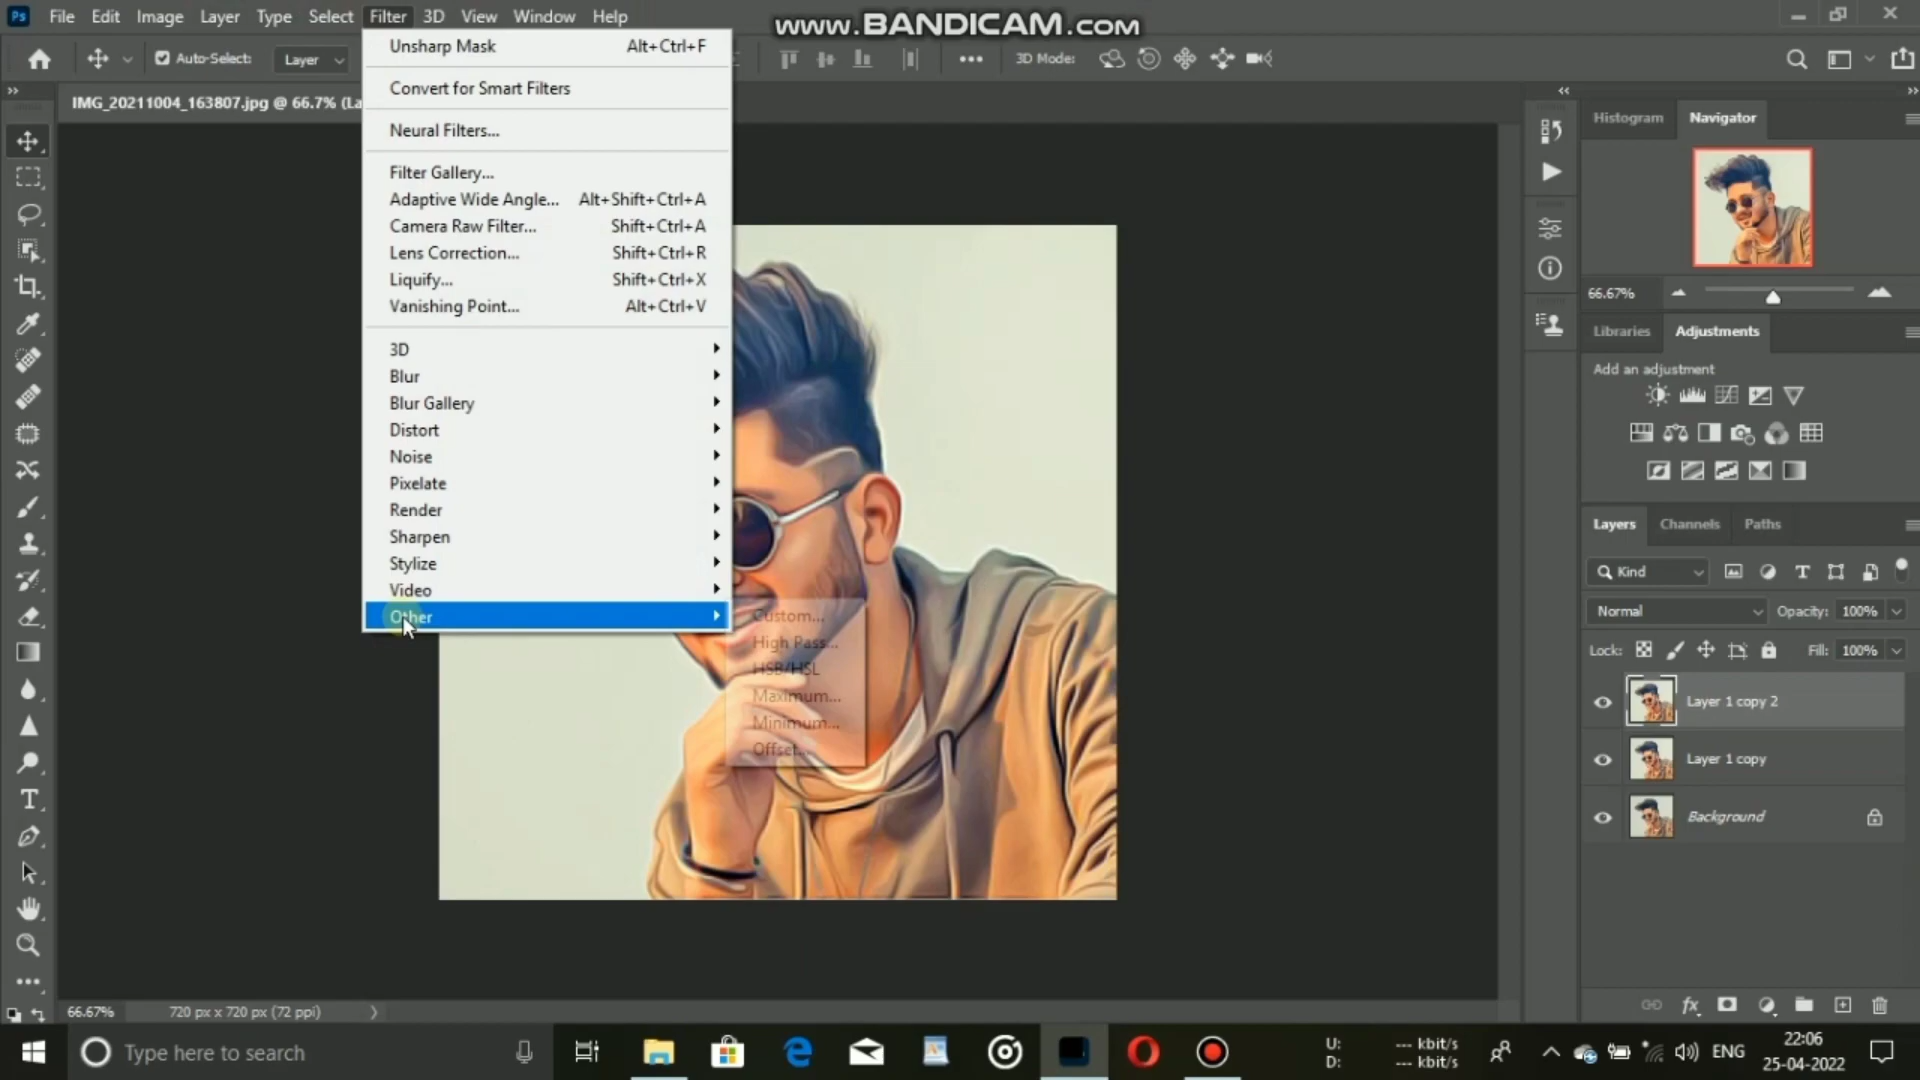 Ps File Edit Image Layer Type Select Filter 3D View Window Help
www.BANDICAM.com
Auto-Select: Layer
3D Mode:
IMG_20211004_163807.jpg @ 66.7% (La
Unsharp Mask Alt+Ctrl+F
Convert for Smart Filters
Neural Filters...
Filter Gallery...
Adaptive Wide Angle... Alt+Shift+Ctrl+A
Camera Raw Filter... Shift+Ctrl+A
Lens Correction... Shift+Ctrl+R
Liquify... Shift+Ctrl+X
Vanishing Point... Alt+Ctrl+V
3D
Blur
Blur Gallery
Distort
Noise
Pixelate
Render
Sharpen
Stylize
Video
Other
Custom...
High Pass...
HSB/HSL
Maximum...
Minimum...
Offset...
Histogram Navigator
66.67%
Libraries Adjustments
Add an adjustment
Layers Channels Paths
Kind
Normal Opacity: 100%
Lock: Fill: 100%
Layer 1 copy 2
Layer 1 copy
Background
66.67% 720 px x 720 px (72 ppi)
Type here to search
U: --- kbit/s
D: --- kbit/s
ENG
22:06
25-04-2022